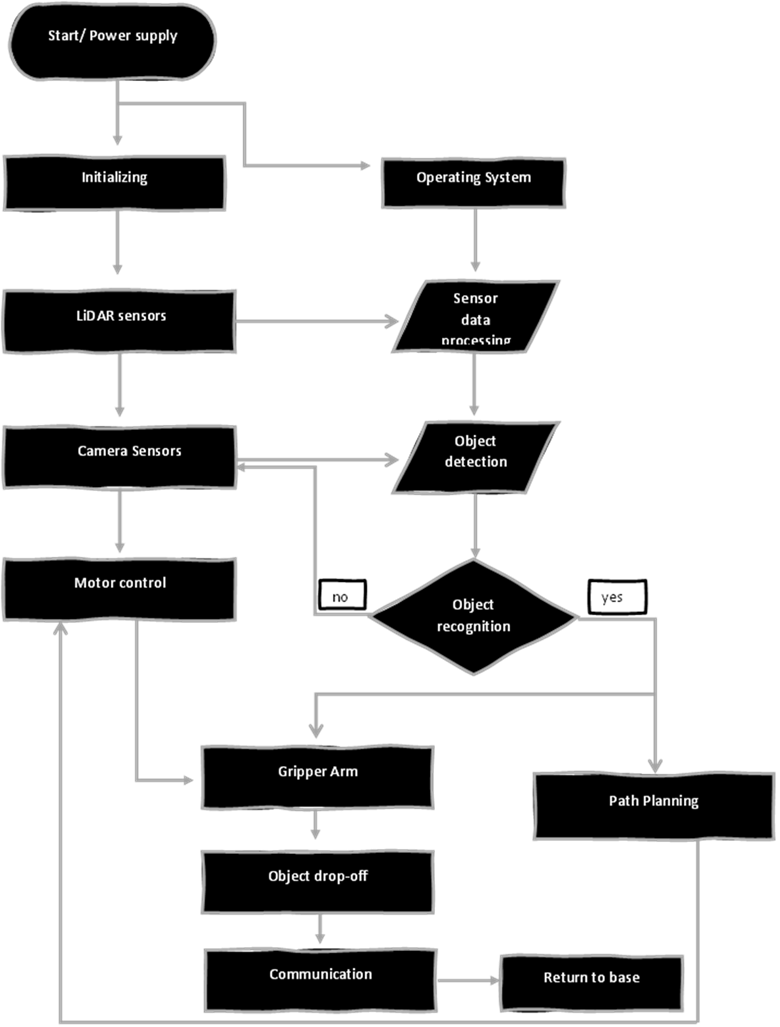 Start/ Power supply
Initializing
Operating System
LiDAR sensors
Sensor
data
processing
Camera Sensors
Object
detection
Motor control
no
Object
recognition
yes
Gripper Arm
Path Planning
Object drop-off
Communication
Return to base